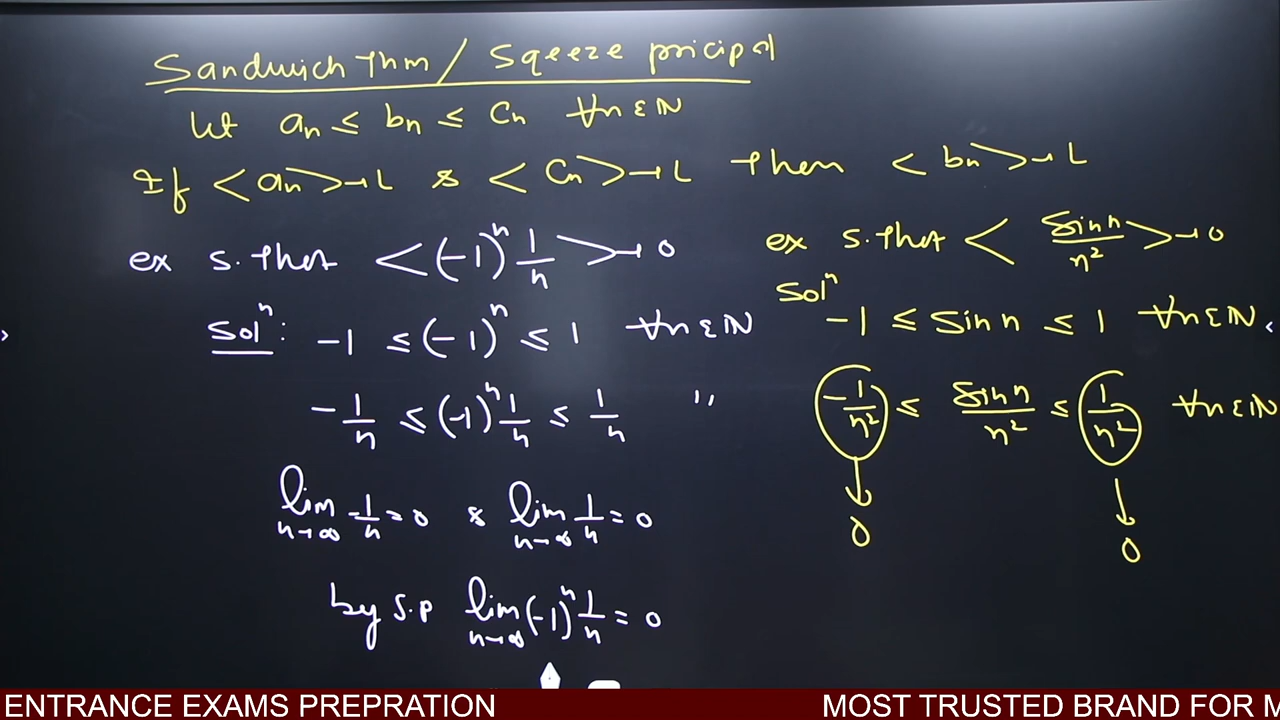 Sandwich thm / Sqeeze pricipal
let aₙ ≤ bₙ ≤ Cₙ ∀n∈ℕ
If <aₙ>→L & <Cₙ>→L Then <bₙ>→L
ex s.that <(-1)ⁿ 1/n>→0
Solⁿ: -1 ≤ (-1)ⁿ ≤ 1 ∀n∈ℕ
-1/n ≤ (-1)ⁿ 1/n ≤ 1/n "
lim n→∞ -1/n = 0 & lim n→∞ 1/n = 0
by S.P lim n→∞ (-1)ⁿ 1/n = 0
ex s.that <Sin n/n²>→0
Solⁿ
-1 ≤ Sin n ≤ 1 ∀n∈ℕ
-1/n² ≤ Sin n/n² ≤ 1/n² ∀n∈ℕ
0 0
ENTRANCE EXAMS PREPRATION MOST TRUSTED BRAND FOR M